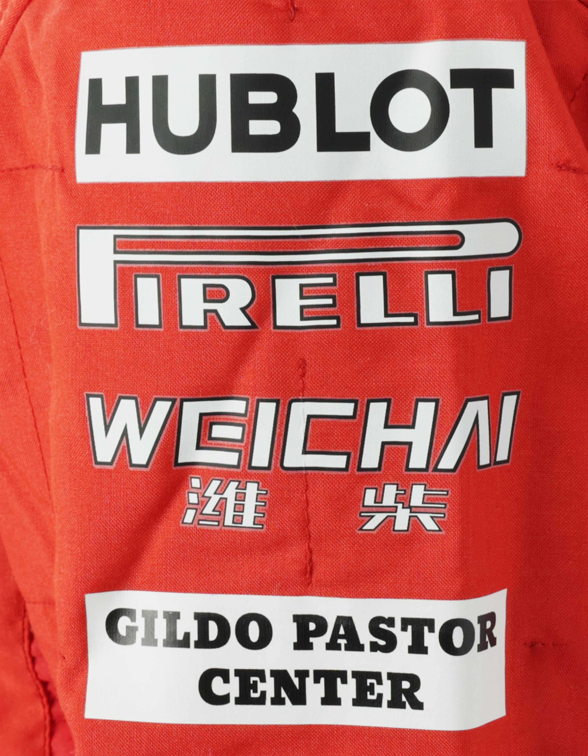 HUBLOT
PIRELLI
WEICHAI
潍 柴
GILDO PASTOR
CENTER